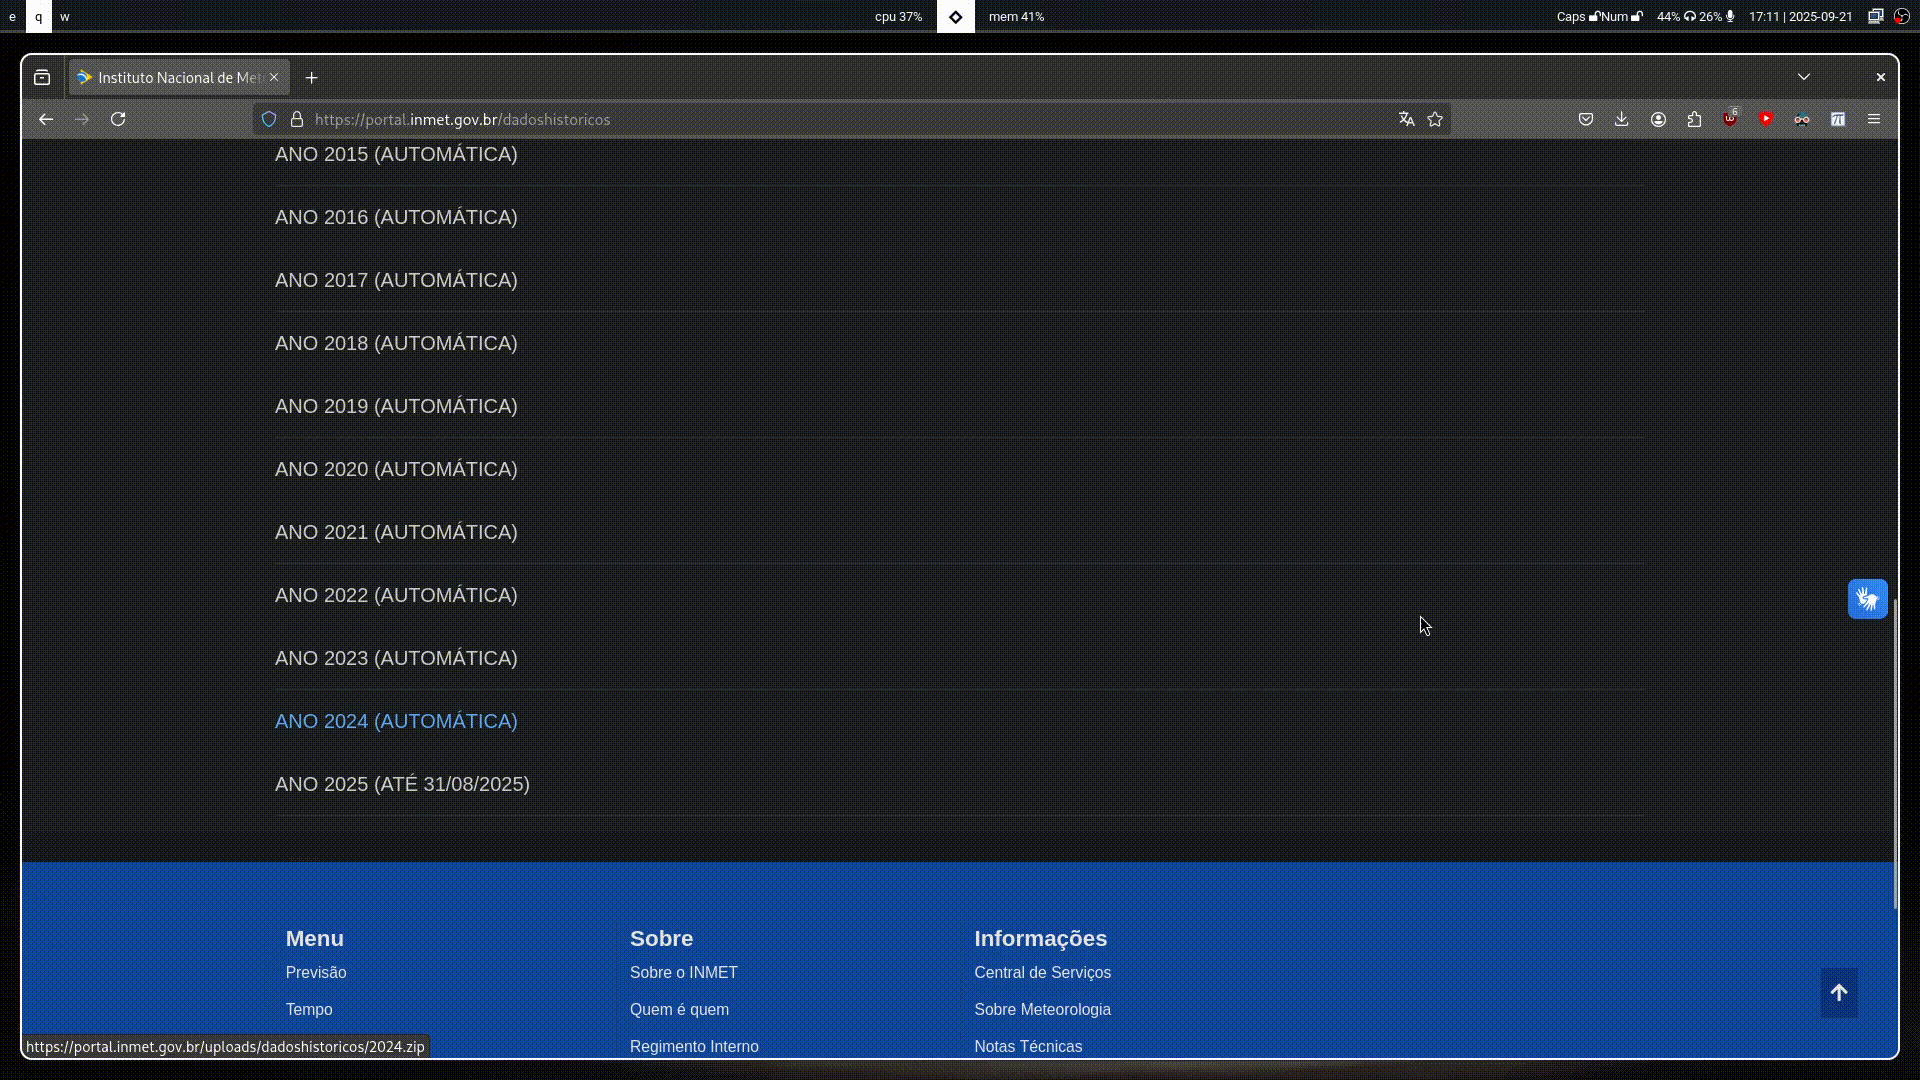 e q w cpu 37% mem 41% Caps Num 44% 26% 17:11 | 2025-09-21
Instituto Nacional de Met
https://portal.inmet.gov.br/dadoshistoricos 6
ANO 2015 (AUTOMÁTICA)
ANO 2016 (AUTOMÁTICA)
ANO 2017 (AUTOMÁTICA)
ANO 2018 (AUTOMÁTICA)
ANO 2019 (AUTOMÁTICA)
ANO 2020 (AUTOMÁTICA)
ANO 2021 (AUTOMÁTICA)
ANO 2022 (AUTOMÁTICA)
ANO 2023 (AUTOMÁTICA)
ANO 2024 (AUTOMÁTICA)
ANO 2025 (ATÉ 31/08/2025)
Menu
Previsão
Tempo
Sobre
Sobre o INMET
Quem é quem
Regimento Interno
Informações
Central de Serviços
Sobre Meteorologia
Notas Técnicas
https://portal.inmet.gov.br/uploads/dadoshistoricos/2024.zip